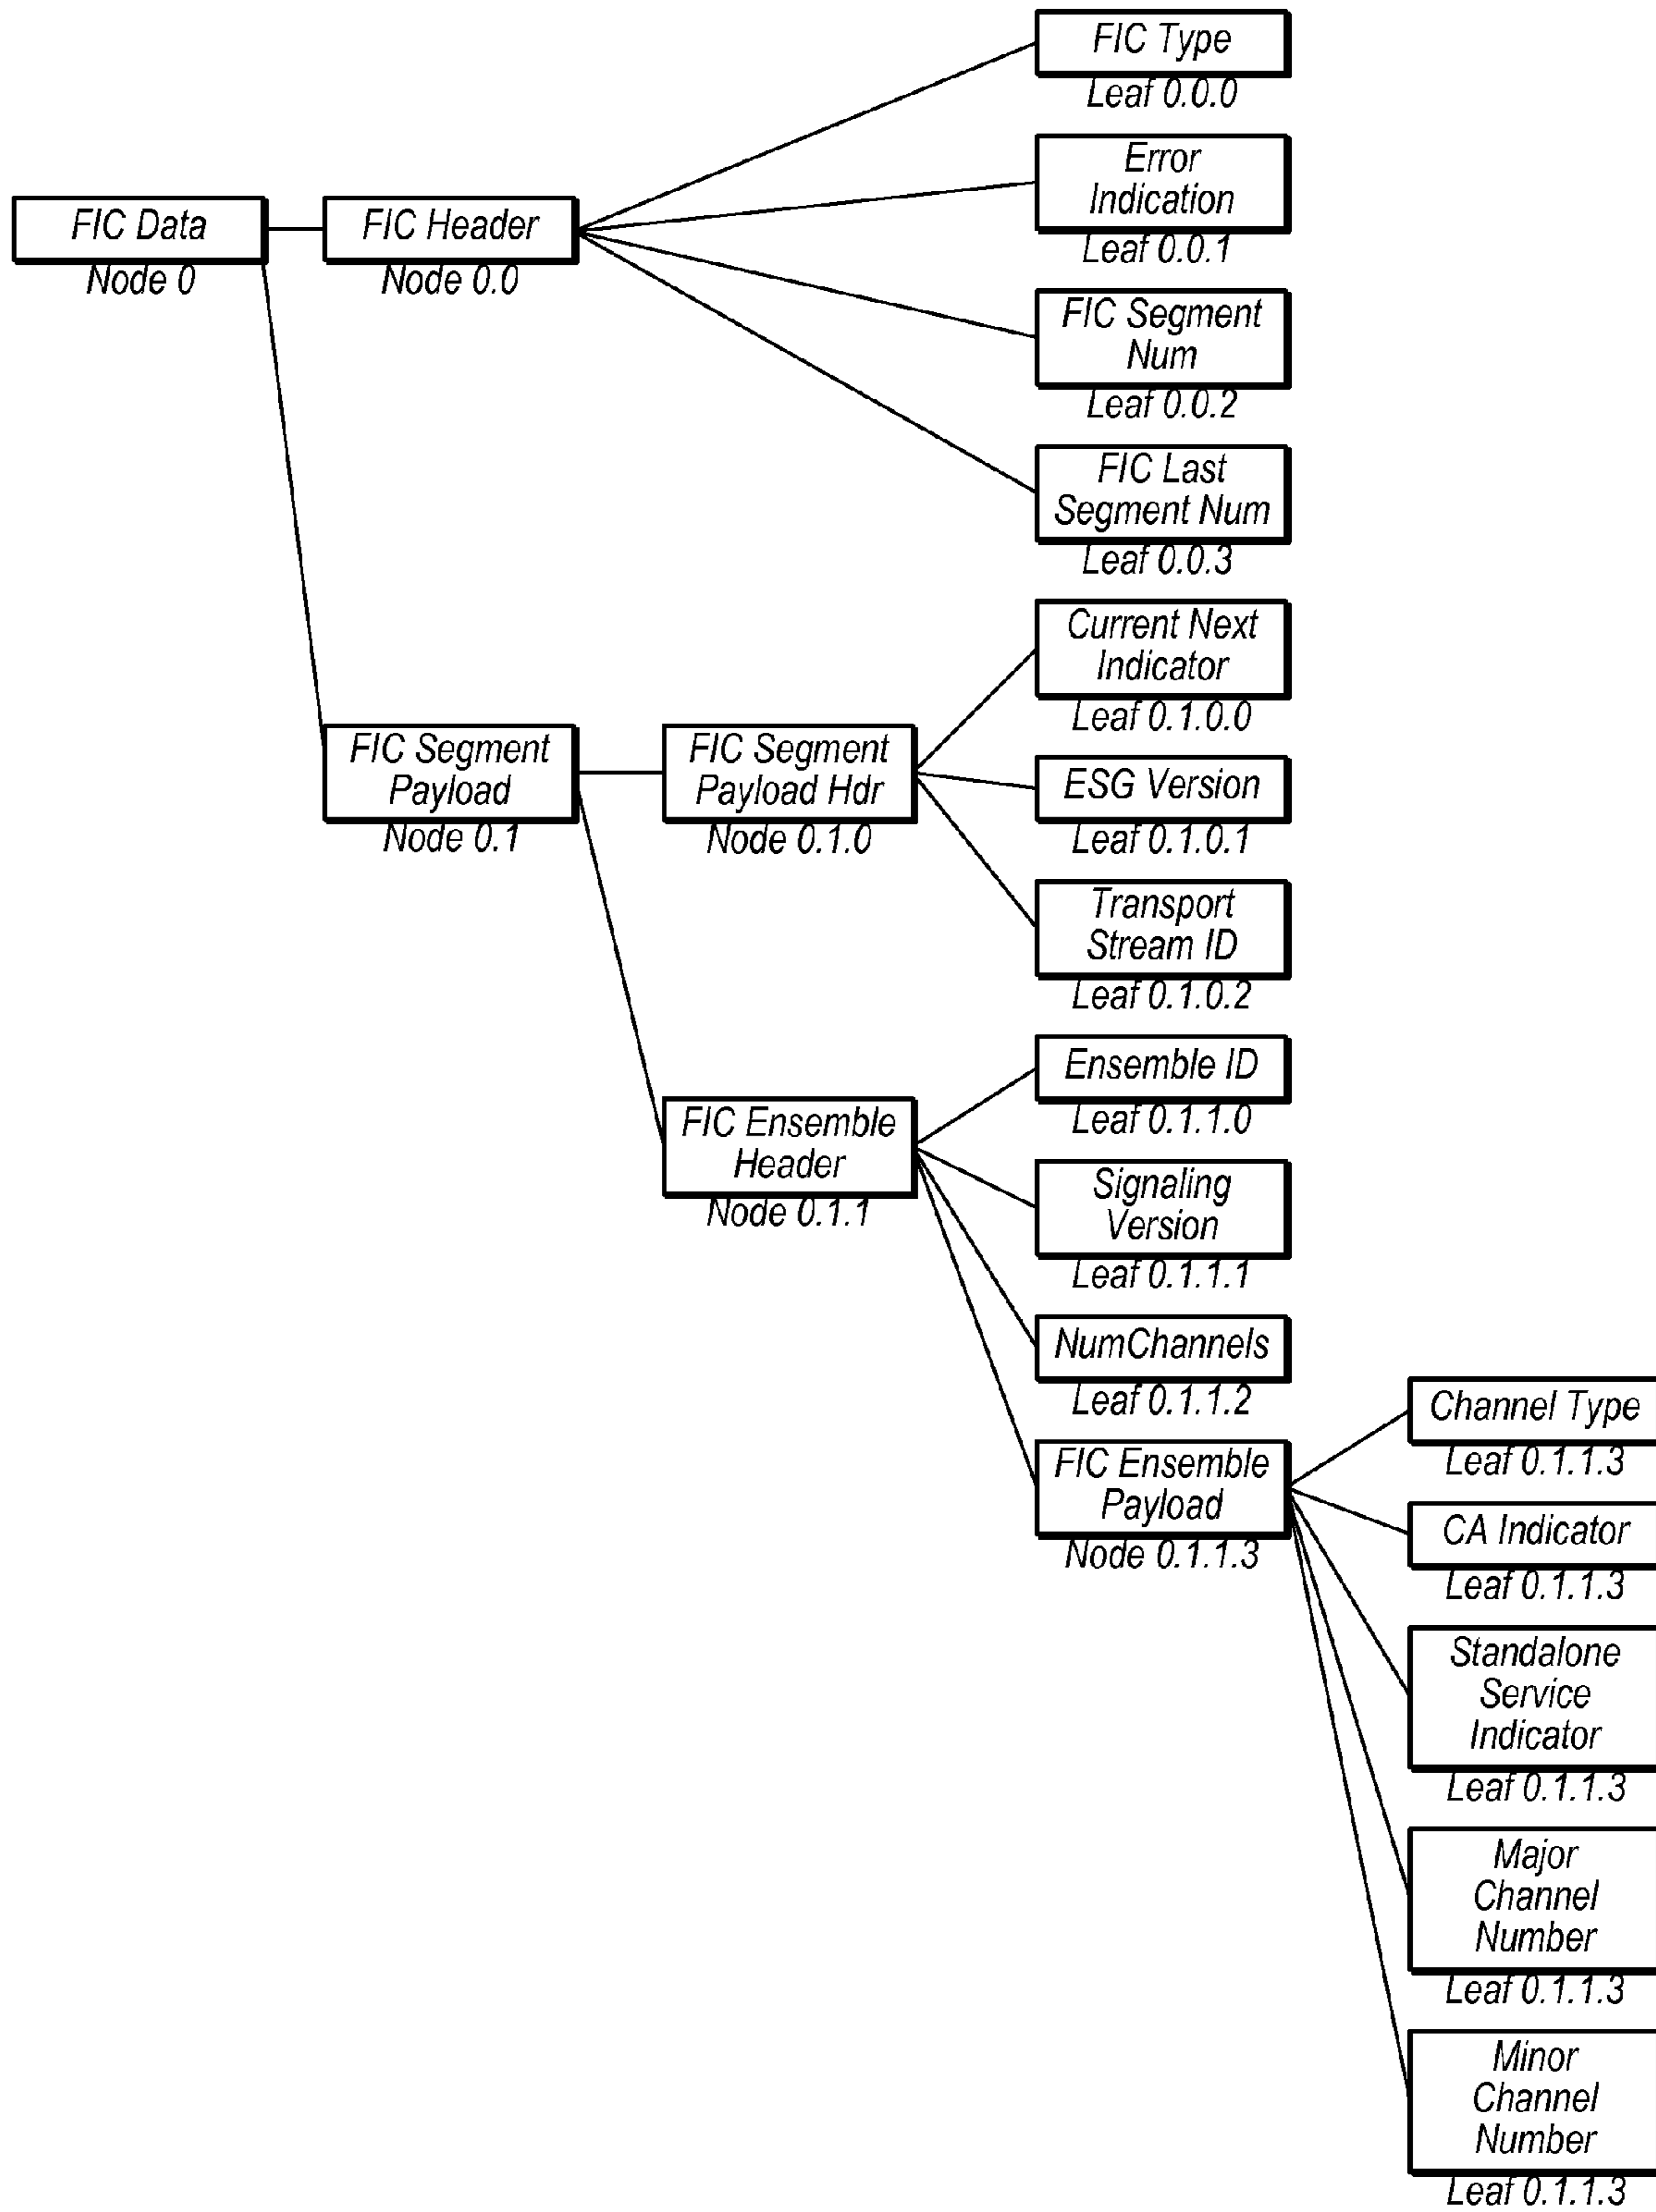 FIC Type
Leaf 0.0.0
Error
Indication
Leaf 0.0.1
FIC Data
Node 0
FIC Header
Node 0.0
FIC Segment
Num
Leaf 0.0.2
FIC Last
Segment Num
Leaf 0.0.3
Current Next
Indicator
Leaf 0.1.0.0
FIC Segment
Payload
Node 0.1
FIC Segment
Payload Hdr
Node 0.1.0
ESG Version
Leaf 0.1.0.1
Transport
Stream ID
Leaf 0.1.0.2
Ensemble ID
Leaf 0.1.1.0
FIC Ensemble
Header
Node 0.1.1
Signaling
Version
Leaf 0.1.1.1
NumChannels
Leaf 0.1.1.2
FIC Ensemble
Payload
Node 0.1.1.3
Channel Type
Leaf 0.1.1.3
CA Indicator
Leaf 0.1.1.3
Standalone
Service
Indicator
Leaf 0.1.1.3
Major
Channel
Number
Leaf 0.1.1.3
Minor
Channel
Number
Leaf 0.1.1.3